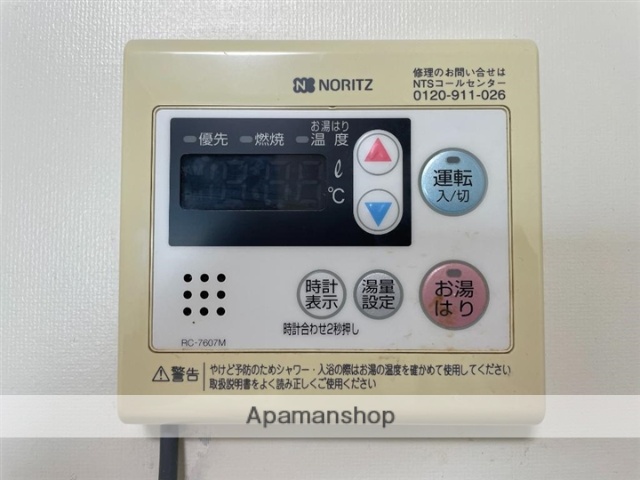 NORITZ
修理のお問い合せは
NTSコールセンター
0120-911-026
優先
燃焼
お湯はり
温度
ℓ
℃
運転
入/切
時計
表示
湯量
設定
お湯
はり
時計合わせ2秒押し
RC-7607M
警告
やけど予防のためシャワー・入浴の際はお湯の温度を確かめて使用してください
取扱説明書をよく読み正しくご使用ください
Apamanshop